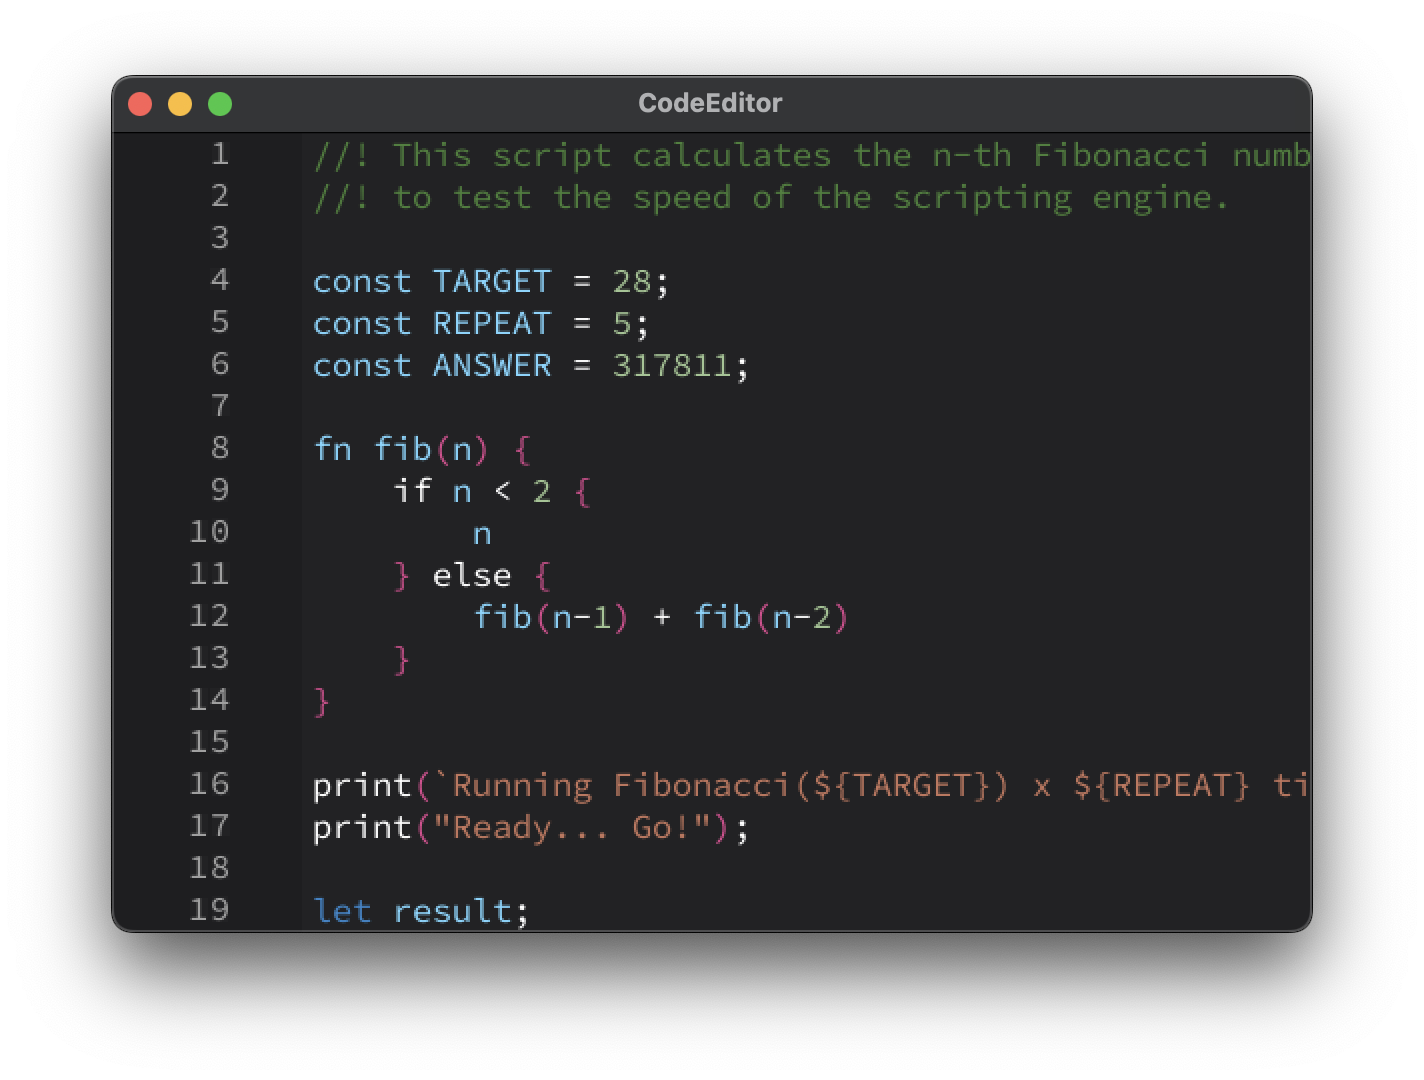 CodeEditor
1 //! This script calculates the n-th Fibonacci numb
2 //! to test the speed of the scripting engine.
3
4 const TARGET = 28;
5 const REPEAT = 5;
6 const ANSWER = 317811;
7
8 fn fib(n) {
9     if n < 2 {
10         n
11     } else {
12         fib(n-1) + fib(n-2)
13     }
14 }
15
16 print(`Running Fibonacci(${TARGET}) x ${REPEAT} ti
17 print("Ready... Go!");
18
19 let result;